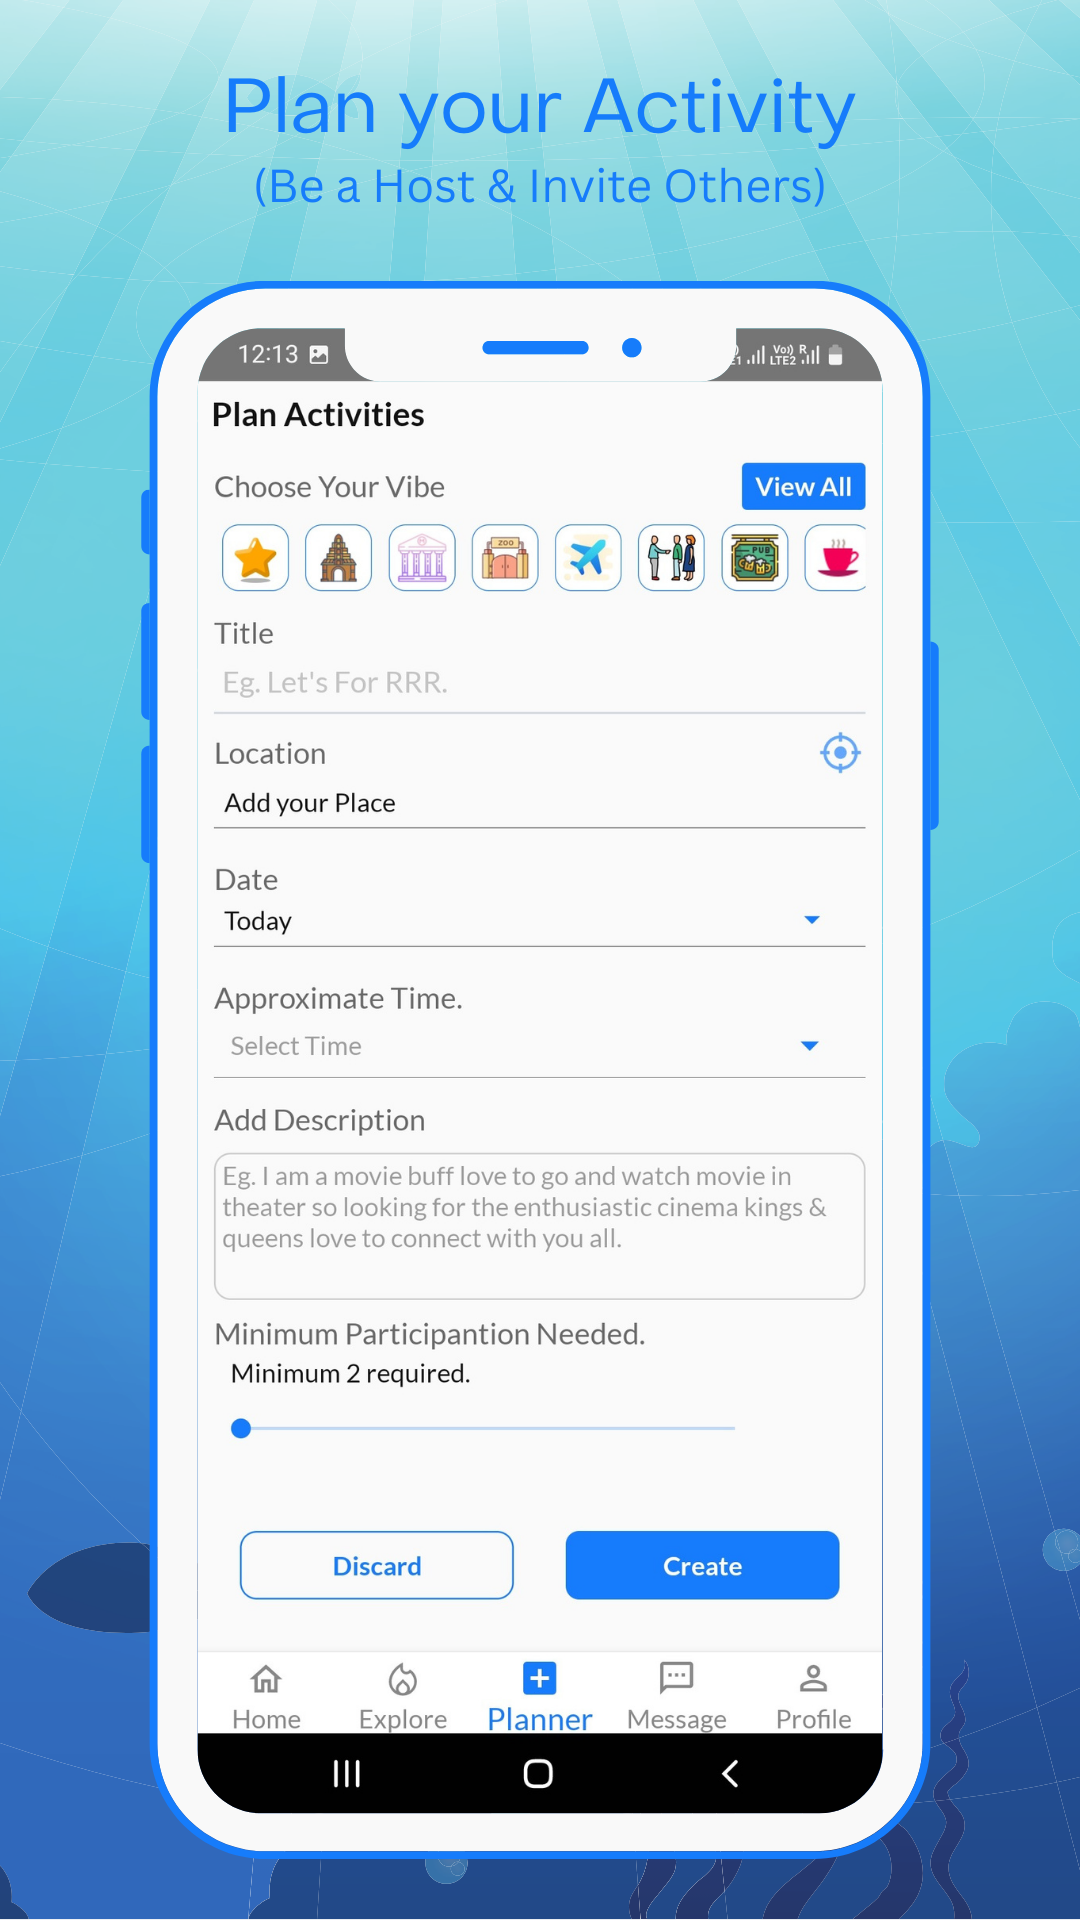 Plan your Activity
(Be a Host & Invite Others)
12:13
Vo))
R
LTE2
Plan Activities
Choose Your Vibe
View All
ZOO
PUB
Title
Eg. Let's For RRR.
Location
Add your Place
Date
Today
Approximate Time.
Select Time
Add Description
Eg. I am a movie buff love to go and watch movie in
theater so looking for the enthusiastic cinema kings &
queens love to connect with you all.
Minimum Participantion Needed.
Minimum 2 required.
Discard
Create
Home
Explore
Planner
Message
Profile